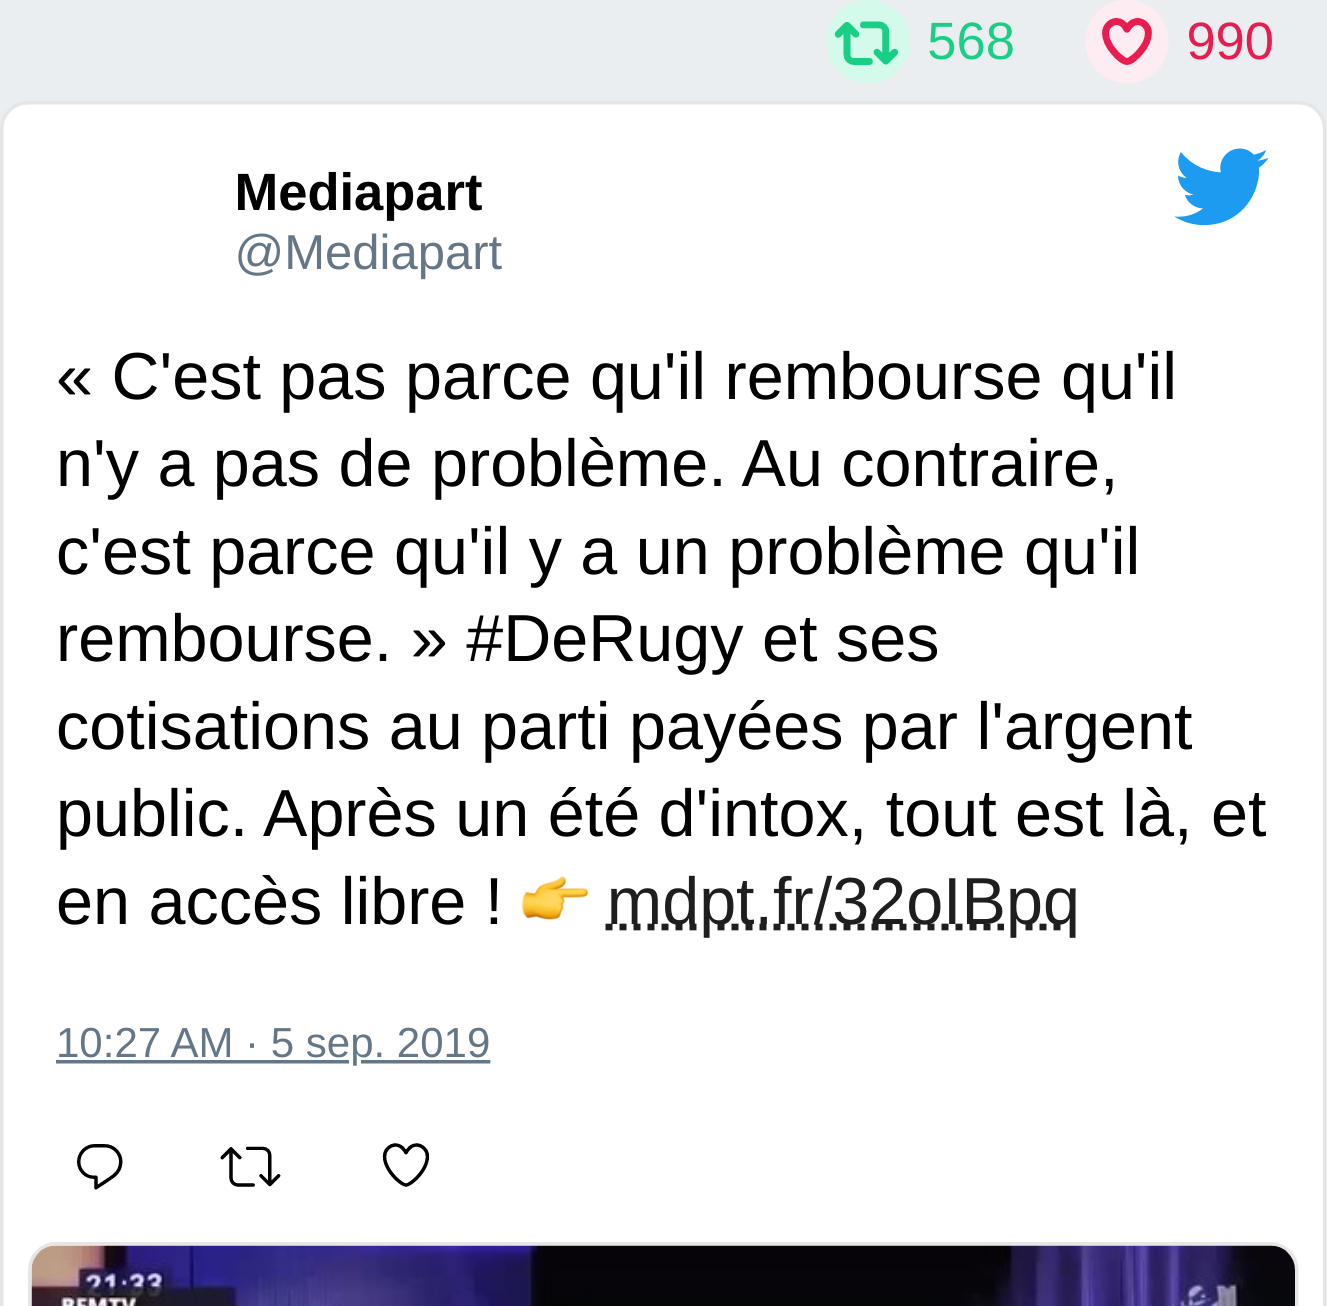 568 990
Mediapart
@Mediapart
« C'est pas parce qu'il rembourse qu'il
n'y a pas de problème. Au contraire,
c'est parce qu'il y a un problème qu'il
rembourse. » #DeRugy et ses
cotisations au parti payées par l'argent
public. Après un été d'intox, tout est là, et
en accès libre ! 👉 mdpt.fr/32olBpq
10:27 AM · 5 sep. 2019
21:33
BFMTV